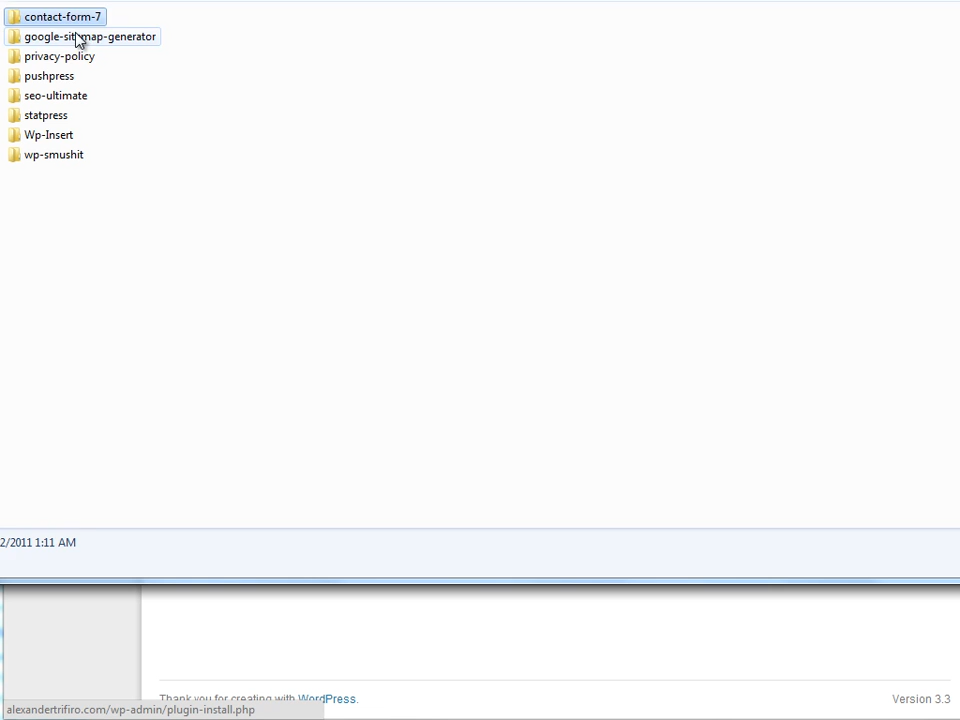 contact-form-7
google-sitemap-generator
privacy-policy
pushpress
seo-ultimate
statpress
Wp-Insert
wp-smushit
2/2011 1:11 AM
Thank you for creating with WordPress.
Version 3.3
alexandertrifiro.com/wp-admin/plugin-install.php